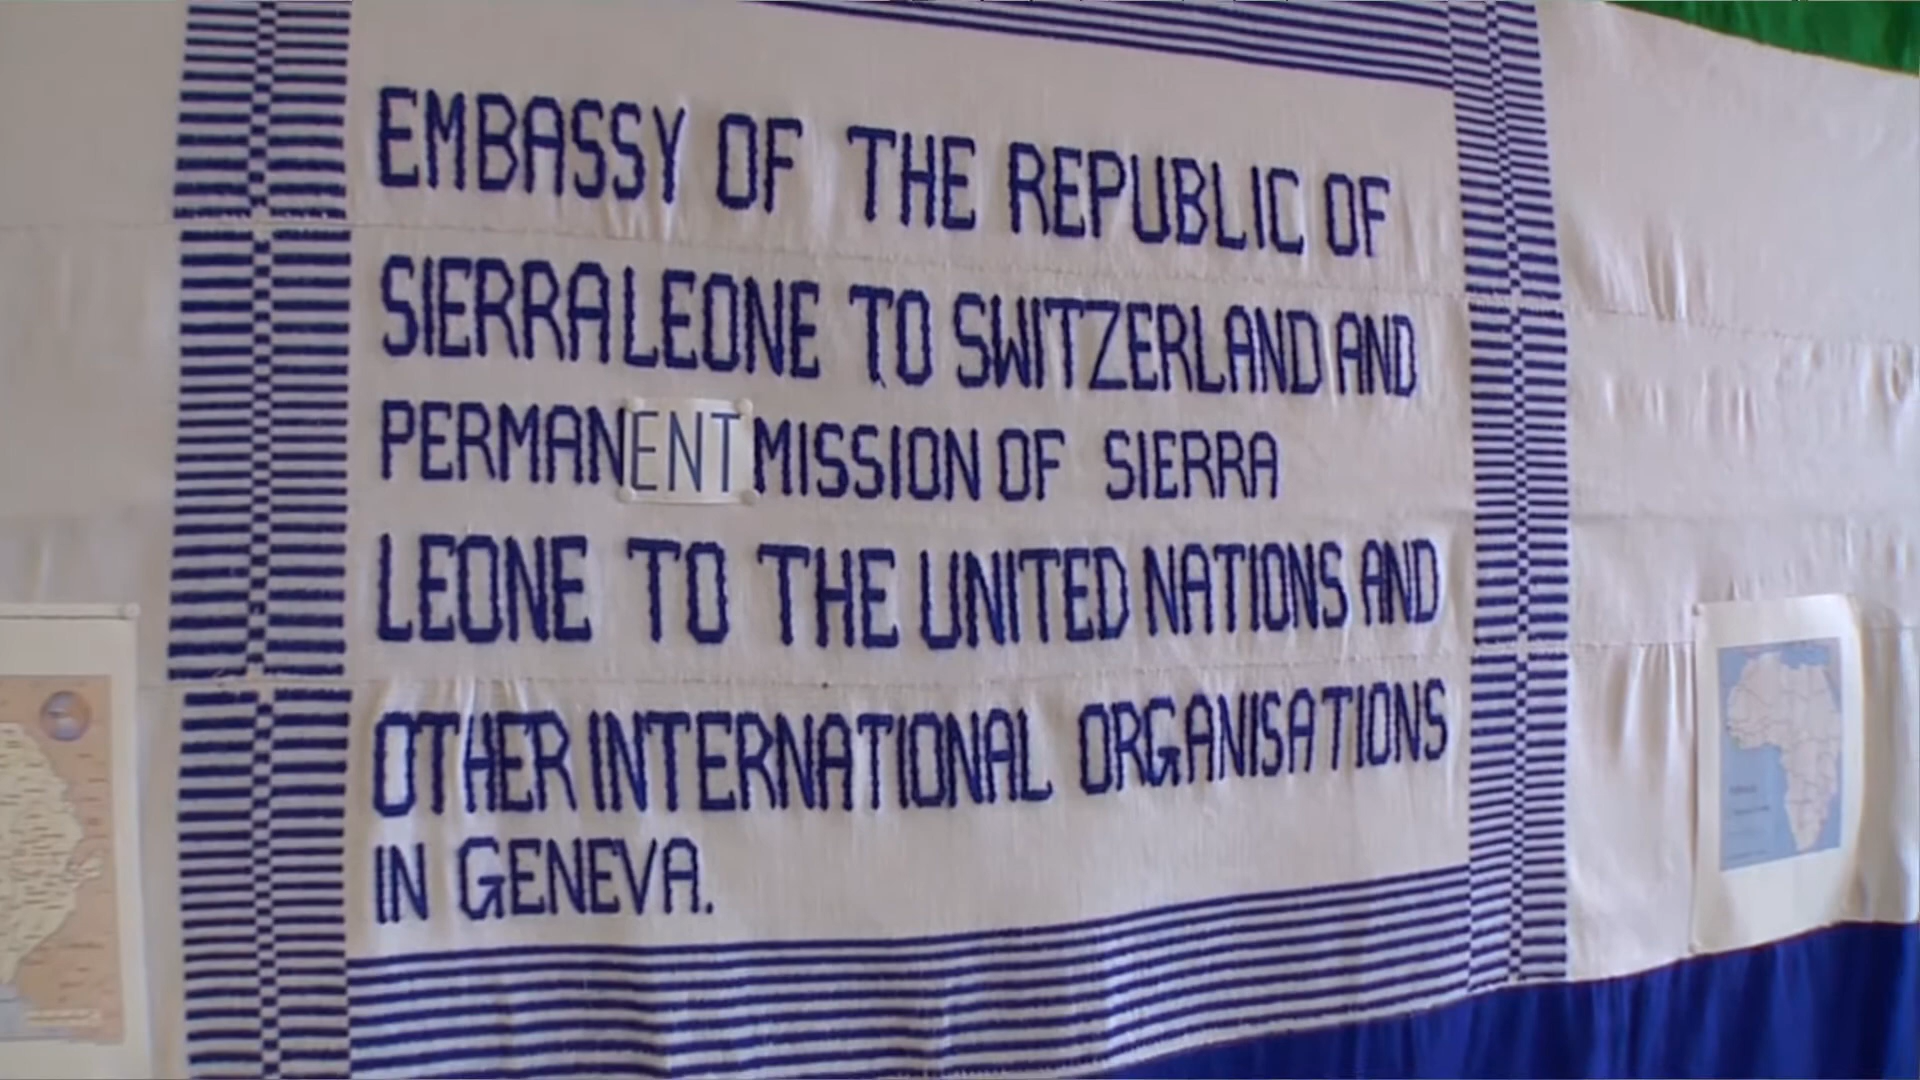 EMBASSY OF THE REPUBLIC OF
SIERRA LEONE TO SWITZERLAND AND
PERMANENT MISSION OF SIERRA
LEONE TO THE UNITED NATIONS AND
OTHER INTERNATIONAL ORGANISATIONS
IN GENEVA.